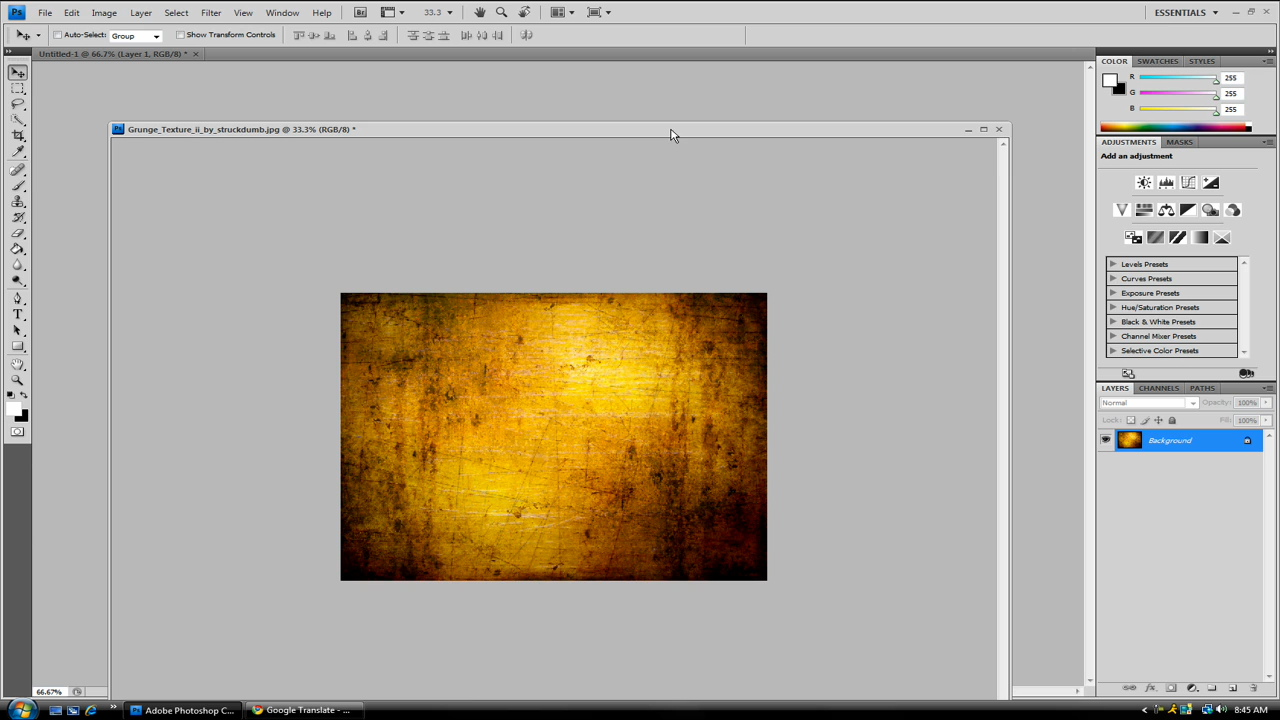 Ps File Edit Image Layer Select Filter View Window Help Br 33.3 ESSENTIALS
Auto-Select: Group Show Transform Controls
Untitled-1 @ 66.7% (Layer 1, RGB/8) *
COLOR SWATCHES STYLES
R 255
G 255
B 255
Grunge_Texture_ii_by_struckdumb.jpg @ 33.3% (RGB/8) *
ADJUSTMENTS MASKS
Add an adjustment
Levels Presets
Curves Presets
Exposure Presets
Hue/Saturation Presets
Black & White Presets
Channel Mixer Presets
Selective Color Presets
LAYERS CHANNELS PATHS
Normal Opacity: 100%
Lock: Fill: 100%
Background
66.67%
Adobe Photoshop C... Google Translate - ... 8:45 AM